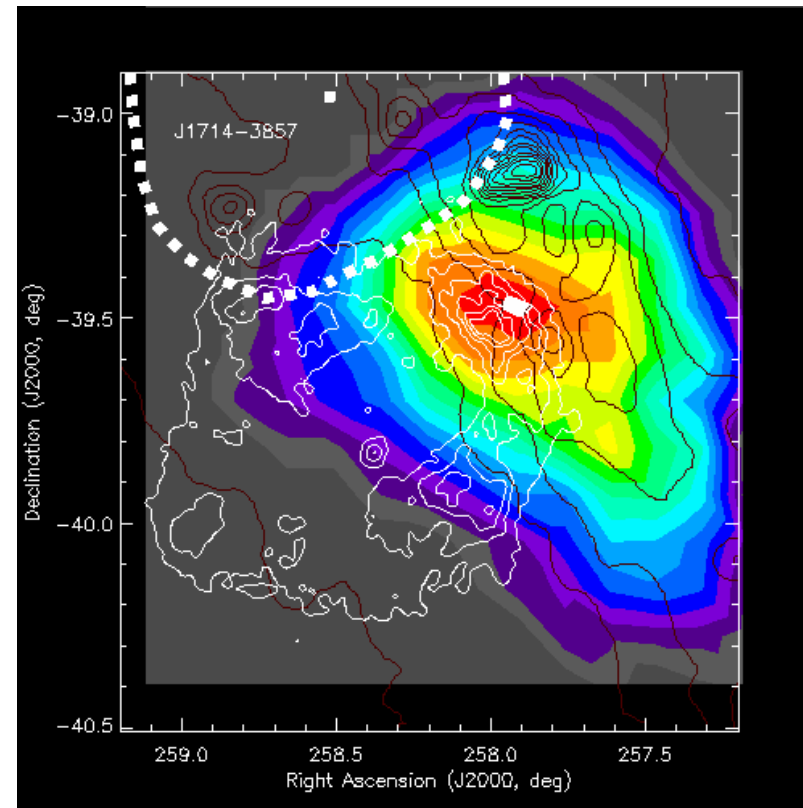 -39.0
J1714-3857
-39.5
Declination (J2000, deg)
-40.0
-40.5
259.0 258.5 258.0 257.5
Right Ascension (J2000, deg)